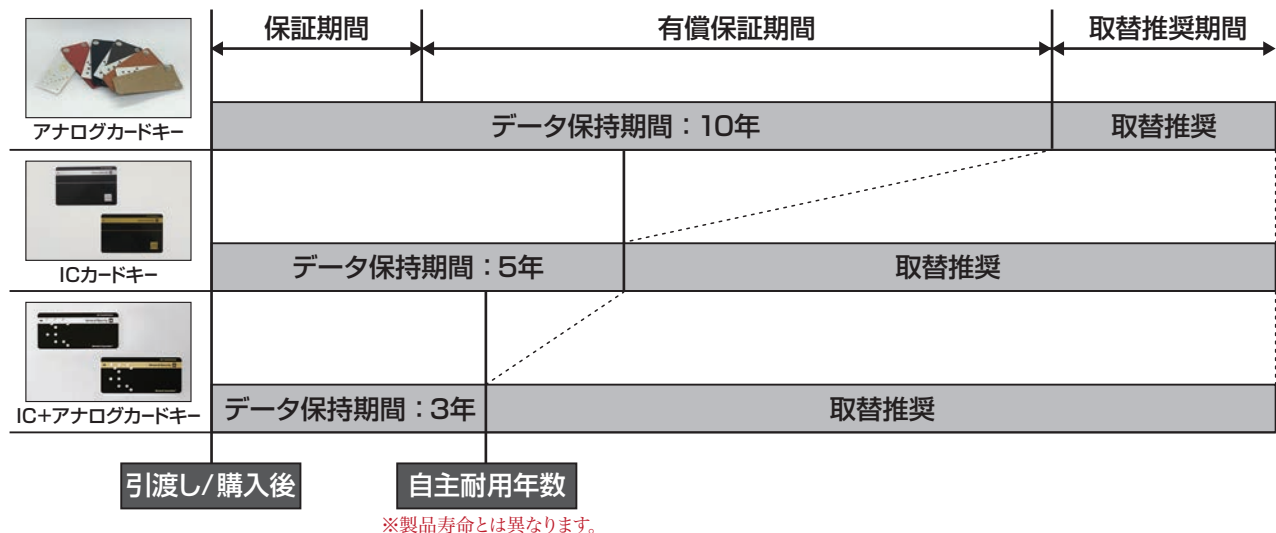 保証期間
有償保証期間
取替推奨期間
アナログカードキー
データ保持期間：10年
取替推奨
ICカードキー
データ保持期間：5年
取替推奨
IC+アナログカードキー
データ保持期間：3年
取替推奨
引渡し/購入後
自主耐用年数
※製品寿命とは異なります。